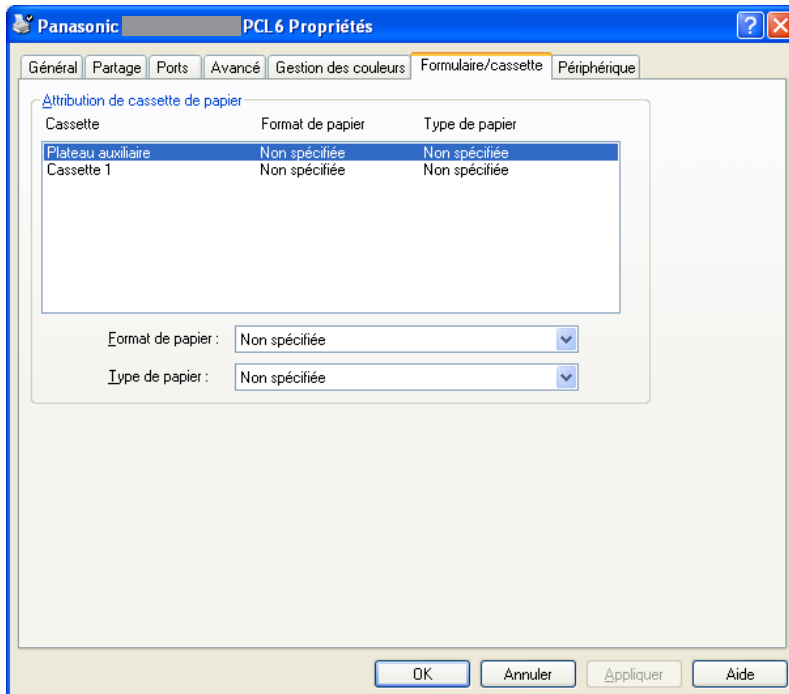 Panasonic PCL6 Propriétés
Général Partage Ports Avancé Gestion des couleurs Formulaire/cassette Périphérique
Attribution de cassette de papier
Cassette Format de papier Type de papier
Plateau auxiliaire Non spécifiée Non spécifiée
Cassette 1 Non spécifiée Non spécifiée
Format de papier : Non spécifiée
Type de papier : Non spécifiée
OK Annuler Appliquer Aide